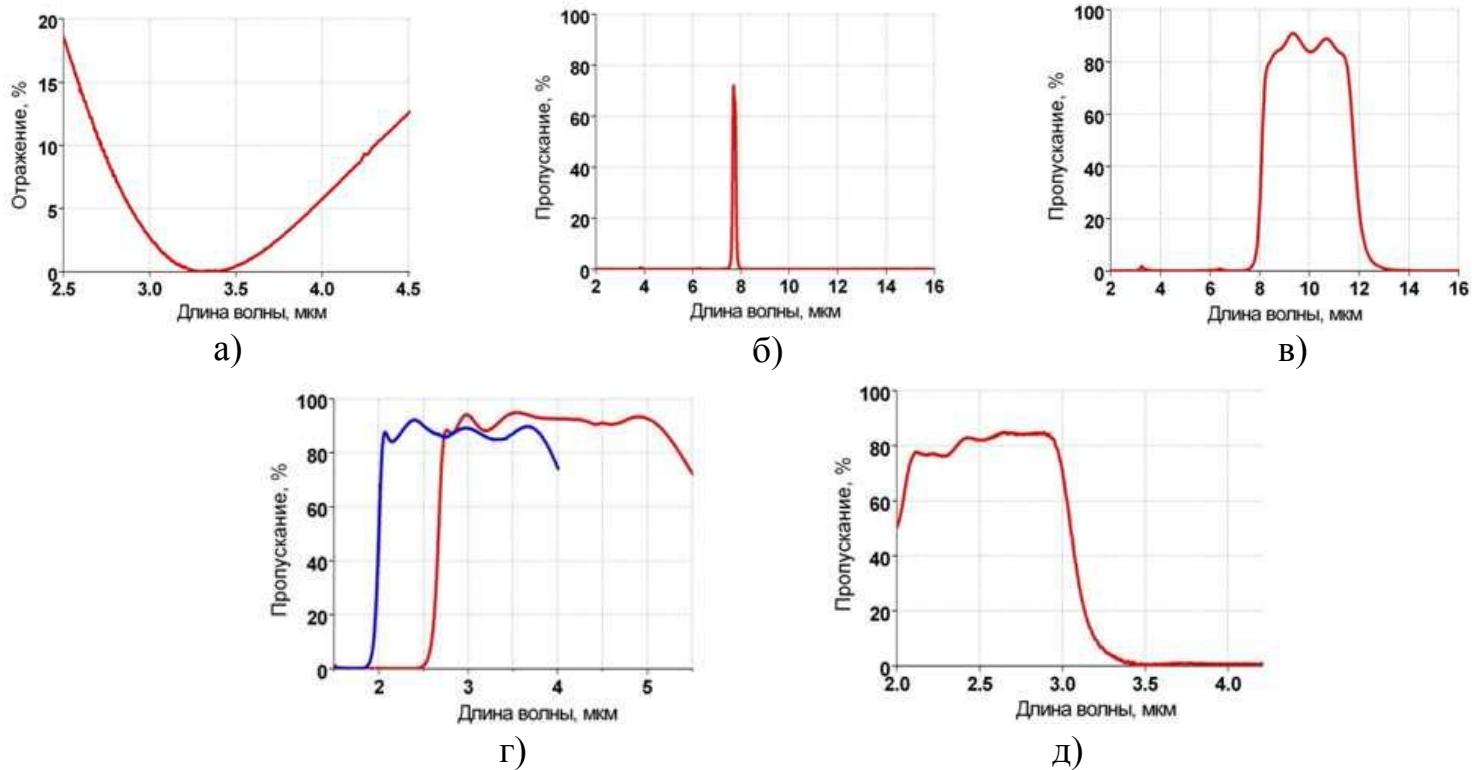 Отражение, %
20
15
10
5
0
2.5 3.0 3.5 4.0 4.5
Длина волны, мкм
а)
Пропускание, %
100
80
60
40
20
0
2 4 6 8 10 12 14 16
Длина волны, мкм
б)
Пропускание, %
100
80
60
40
20
0
2 4 6 8 10 12 14 16
Длина волны, мкм
в)
Пропускание, %
100
80
60
40
20
0
2 3 4 5
Длина волны, мкм
г)
Пропускание, %
100
80
60
40
20
0
2.0 2.5 3.0 3.5 4.0
Длина волны, мкм
д)